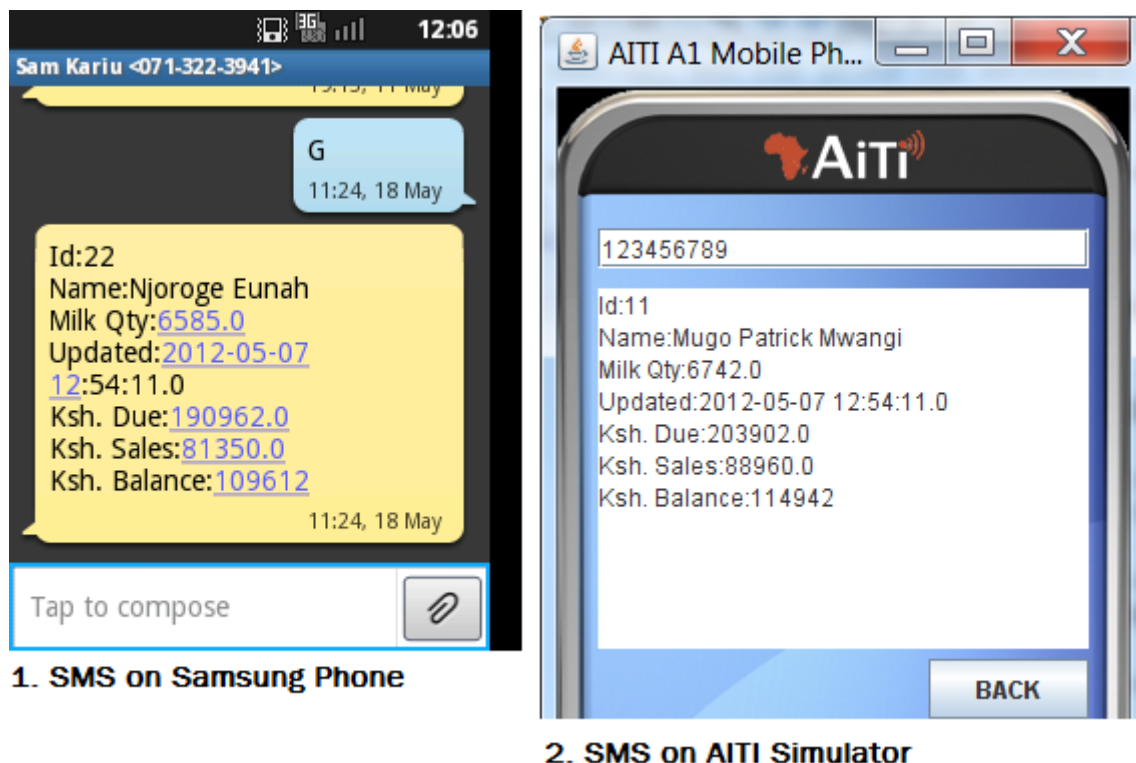 3G 12:06
Sam Kariu <071-322-3941>
G
11:24, 18 May
Id:22
Name:Njoroge Eunah
Milk Qty:6585.0
Updated:2012-05-07
12:54:11.0
Ksh. Due:190962.0
Ksh. Sales:81350.0
Ksh. Balance:109612
11:24, 18 May
Tap to compose
1. SMS on Samsung Phone
AITI A1 Mobile Ph...
AiTi
123456789
Id:11
Name:Mugo Patrick Mwangi
Milk Qty:6742.0
Updated:2012-05-07 12:54:11.0
Ksh. Due:203902.0
Ksh. Sales:88960.0
Ksh. Balance:114942
BACK
2. SMS on AITI Simulator